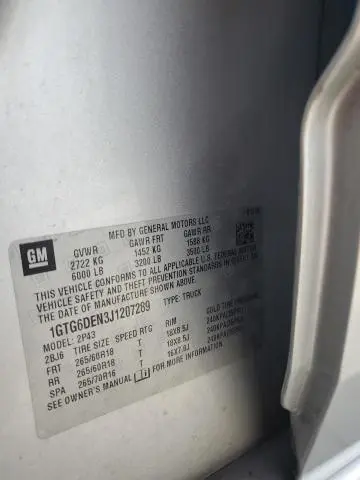 GM
MFD BY GENERAL MOTORS LLC
GVWR GAWR FRT GAWR RR
2722 KG 1452 KG 1588 KG
6000 LB 3200 LB 3500 LB
THIS VEHICLE CONFORMS TO ALL APPLICABLE U.S. FEDERAL MOTOR
VEHICLE SAFETY AND THEFT PREVENTION STANDARDS IN EFFECT ON
THE DATE OF MANUFACTURE SHOWN ABOVE.
1GTG6DEN3J1207289 TYPE: TRUCK
MODEL: 2P43
2BJ6 TIRE SIZE SPEED RTG
FRT 265/60R18 T 18X8.5J
RR 265/60R18 T 18X8.5J
SPA 265/70R16 T 16X7.0J
SEE OWNER'S MANUAL FOR MORE INFORMATION